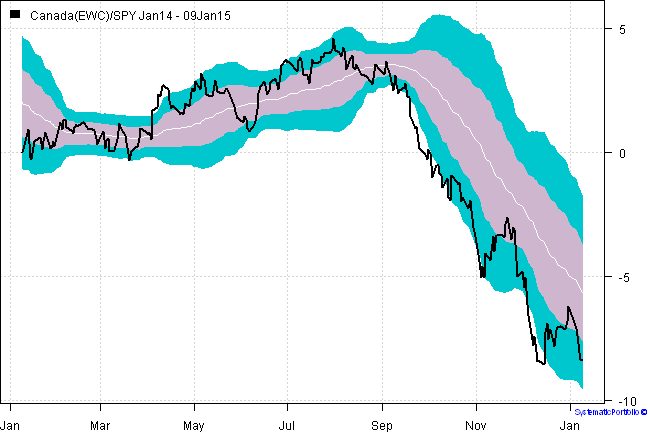 Canada(EWC)/SPY Jan14 - 09Jan15
5
0
-5
-10
SystematicPortfolio ©
Jan Mar May Jul Sep Nov Jan